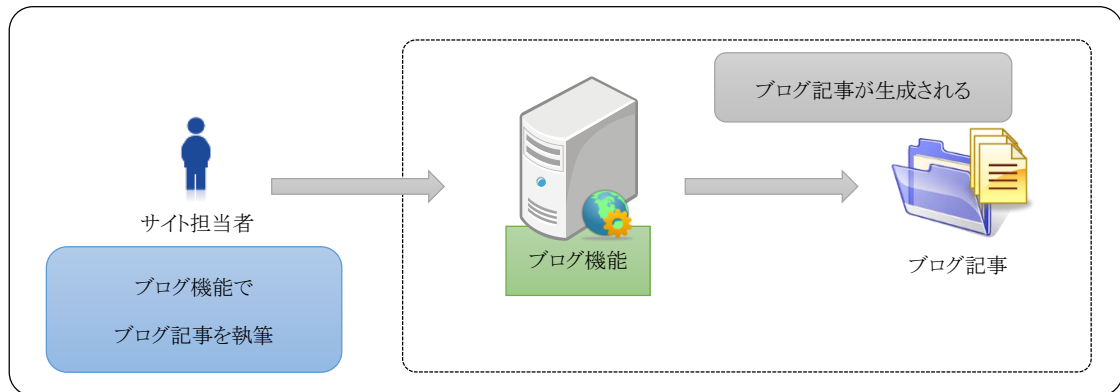 サイト担当者
ブログ機能で
ブログ記事を執筆
ブログ機能
ブログ記事が生成される
ブログ記事